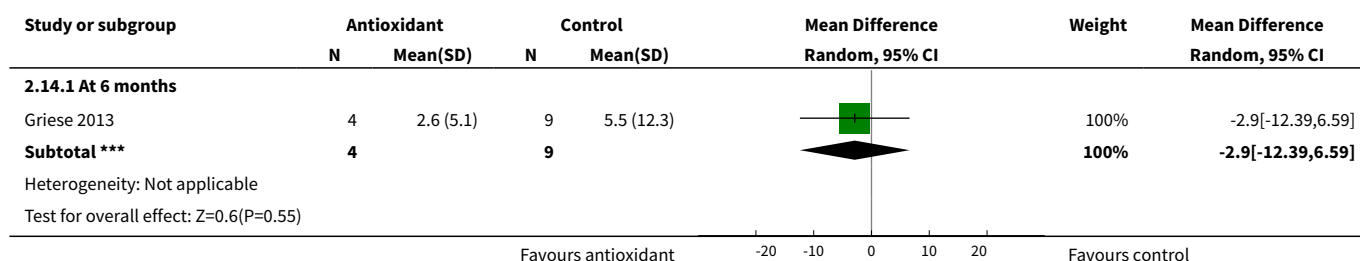 Study or subgroup Antioxidant Control Mean Difference Weight Mean Difference
N Mean(SD) N Mean(SD) Random, 95% CI Random, 95% CI
2.14.1 At 6 months
Griese 2013 4 2.6 (5.1) 9 5.5 (12.3) 100% -2.9[-12.39,6.59]
Subtotal *** 4 9 100% -2.9[-12.39,6.59]
Heterogeneity: Not applicable
Test for overall effect: Z=0.6(P=0.55)
Favours antioxidant -20 -10 0 10 20 Favours control